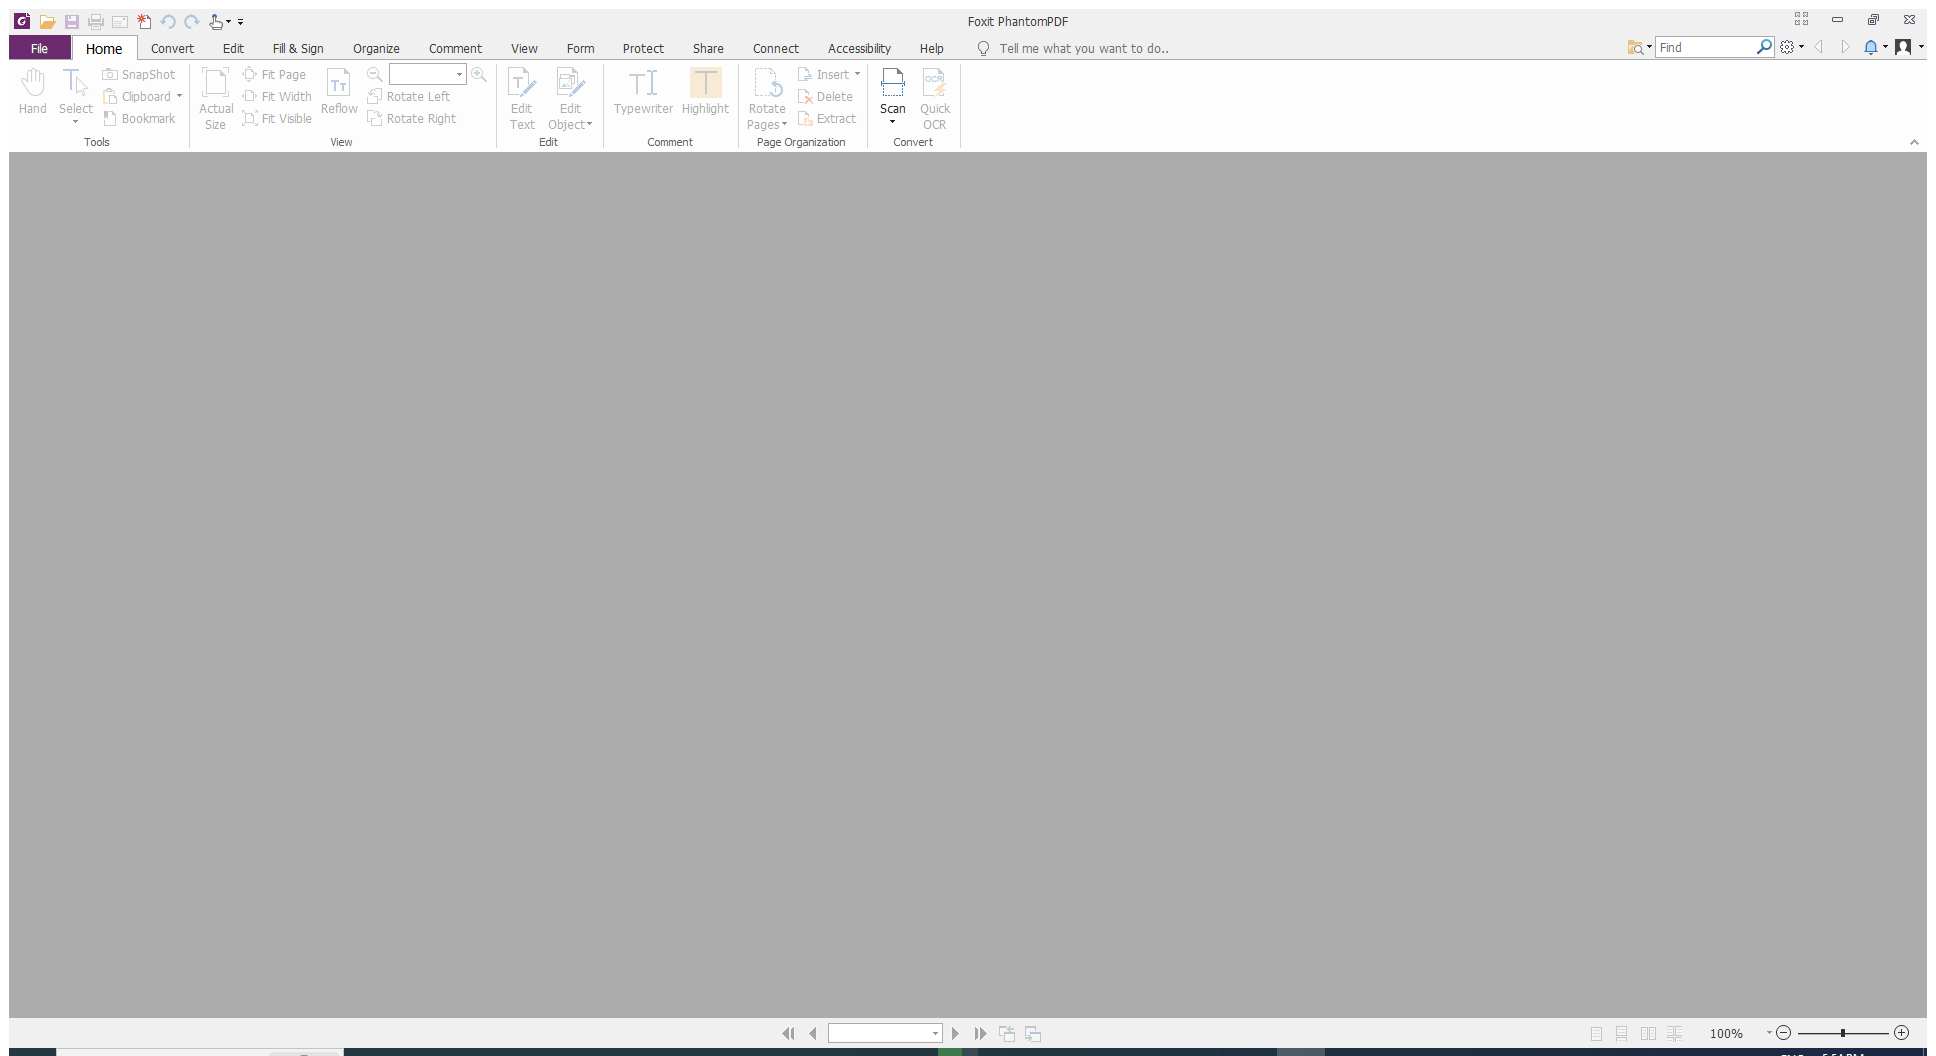 Foxit PhantomPDF
File Home Convert Edit Fill & Sign Organize Comment View Form Protect Share Connect Accessibility Help Tell me what you want to do.. Find
Hand
Select
SnapShot
Clipboard
Bookmark
Tools
Actual
Size
Fit Page
Fit Width
Fit Visible
Reflow
Rotate Left
Rotate Right
View
Edit
Text
Edit
Object
Edit
Typewriter
Highlight
Comment
Rotate
Pages
Insert
Delete
Extract
Page Organization
Scan
Quick
OCR
Convert
100%